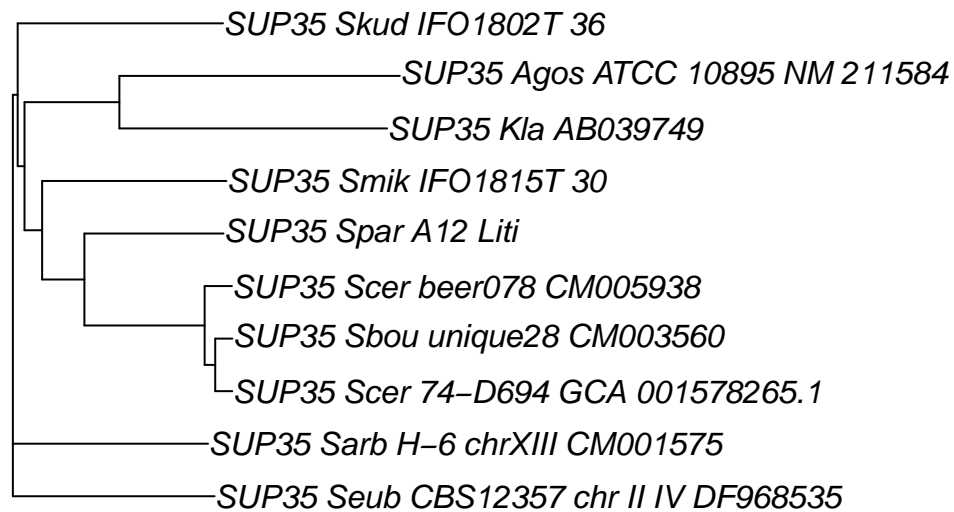 SUP35 Skud IFO1802T 36
SUP35 Agos ATCC 10895 NM 211584
SUP35 Kla AB039749
SUP35 Smik IFO1815T 30
SUP35 Spar A12 Liti
SUP35 Scer beer078 CM005938
SUP35 Sbou unique28 CM003560
SUP35 Scer 74−D694 GCA 001578265.1
SUP35 Sarb H−6 chrXIII CM001575
SUP35 Seub CBS12357 chr II IV DF968535